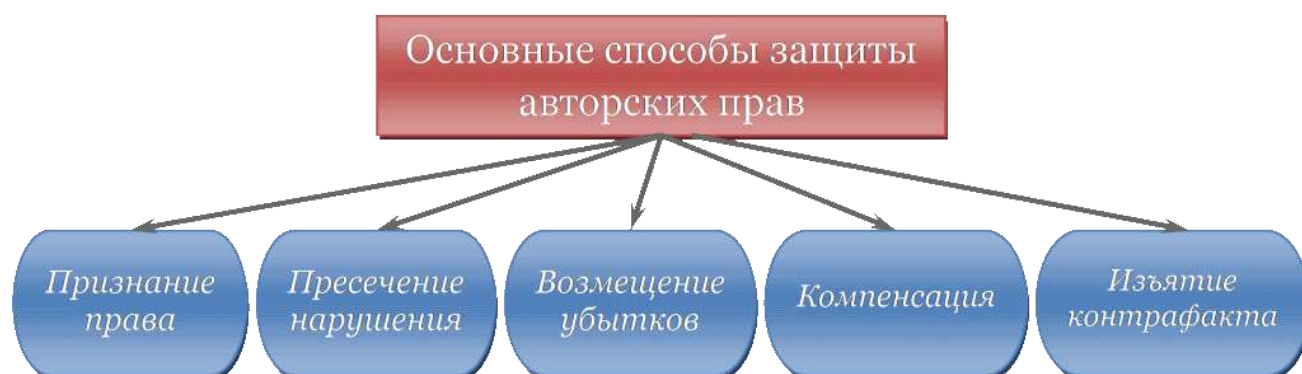 Основные способы защиты
авторских прав
Признание
права
Пресечение
нарушения
Возмещение
убытков
Компенсация
Изъятие
контрафакта